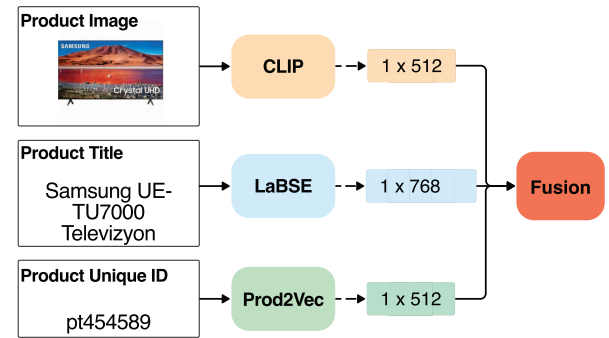 Product Image
SAMSUNG
Crystal UHD
CLIP
1 x 512
Product Title
Samsung UE-
TU7000
Televizyon
LaBSE
1 x 768
Fusion
Product Unique ID
pt454589
Prod2Vec
1 x 512